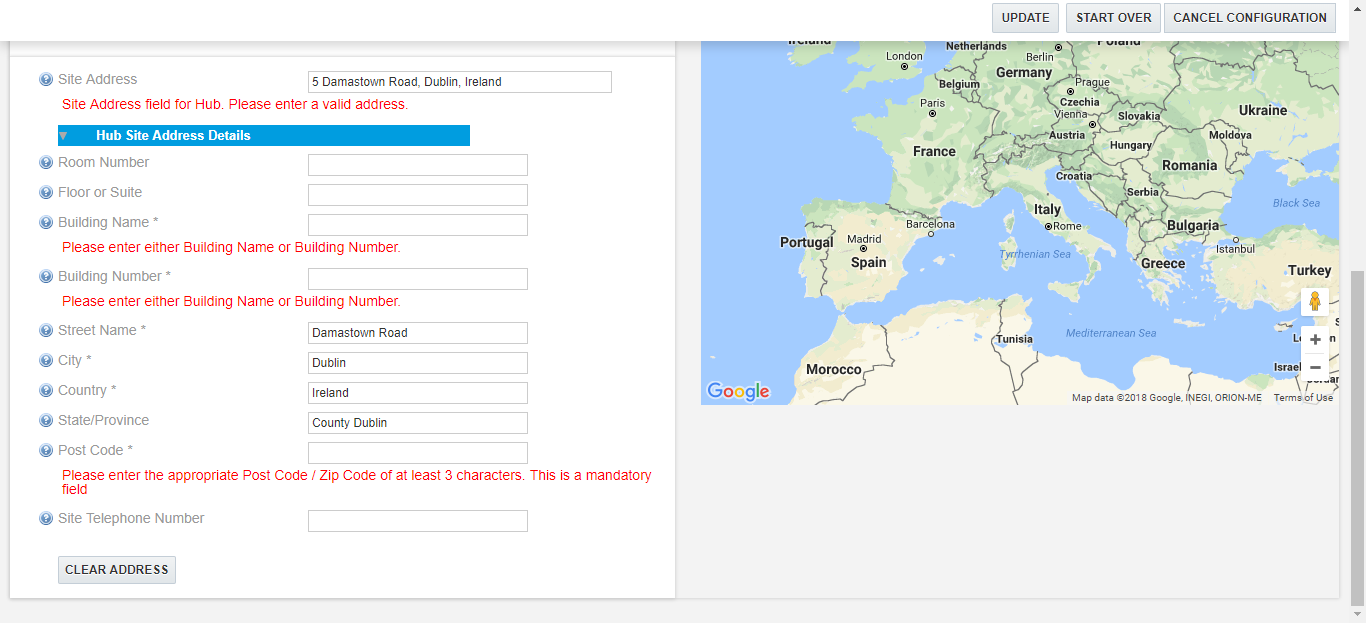 UPDATE
START OVER
CANCEL CONFIGURATION
Site Address
5 Damastown Road, Dublin, Ireland
Site Address field for Hub. Please enter a valid address.
Hub Site Address Details
Room Number
Floor or Suite
Building Name *
Please enter either Building Name or Building Number.
Building Number *
Please enter either Building Name or Building Number.
Street Name *
Damastown Road
City *
Dublin
Country *
Ireland
State/Province
County Dublin
Post Code *
Please enter the appropriate Post Code / Zip Code of at least 3 characters. This is a mandatory
field
Site Telephone Number
CLEAR ADDRESS
Ireland
Netherlands
Poland
London
Berlin
Germany
Belgium
Prague
Paris
Czechia
Ukraine
Vienna
Slovakia
Austria
Moldova
France
Hungary
Romania
Croatia
Serbia
Black Sea
Italy
Barcelona
Rome
Bulgaria
Portugal
Madrid
Istanbul
Spain
Tyrrhenian Sea
Greece
Turkey
Mediterranean Sea
Tunisia
Morocco
Israel
Google
Map data ©2018 Google, INEGI, ORION-ME
Terms of Use